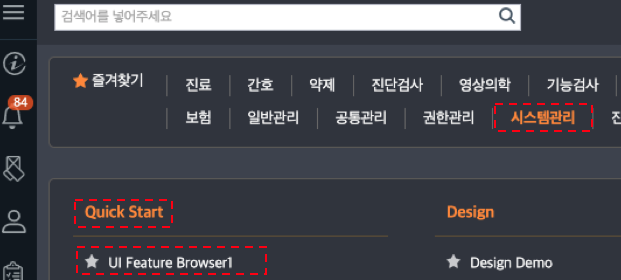 검색어를 넣어주세요
84
즐겨찾기 진료 간호 약제 진단검사 영상의학 기능검사
보험 일반관리 공통관리 권한관리 시스템관리
Quick Start Design
UI Feature Browser1 Design Demo